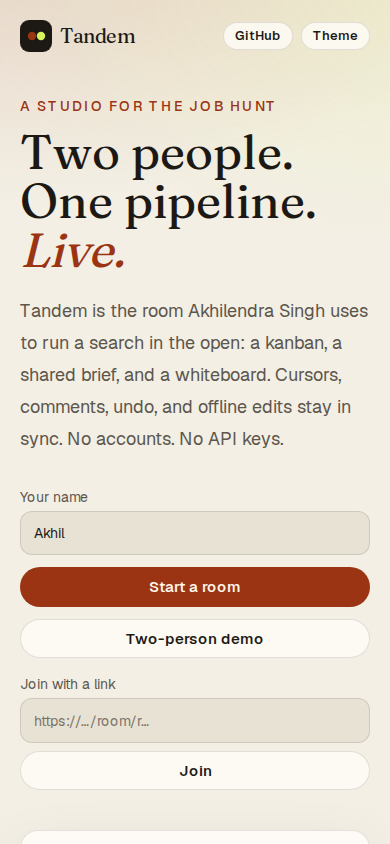 Tandem
GitHub
Theme
A STUDIO FOR THE JOB HUNT
Two people.
One pipeline.
Live.
Tandem is the room Akhilendra Singh uses
to run a search in the open: a kanban, a
shared brief, and a whiteboard. Cursors,
comments, undo, and offline edits stay in
sync. No accounts. No API keys.
Your name
Akhil
Start a room
Two-person demo
Join with a link
https://…/room/r…
Join